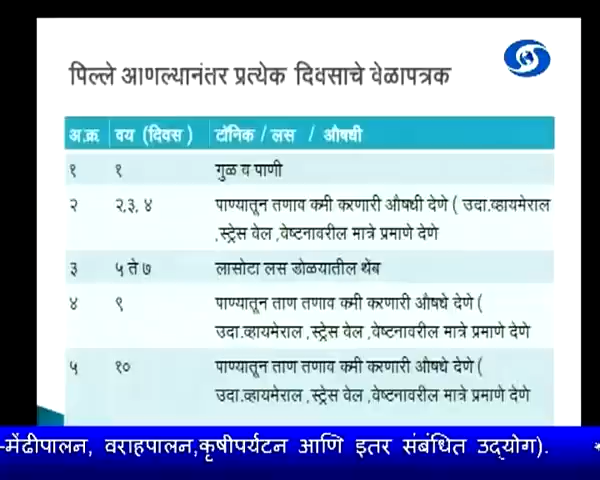 पिल्ले आणल्यानंतर प्रत्येक दिवसाचे वेळापत्रक
अ.क्र. वय (दिवस ) टॉनिक / लस / औषधी
१ १ गुळ व पाणी
२ २,३, ४ पाण्यातून तणाव कमी करणारी औषधी देणे ( उदा.व्हायमेराल
,स्ट्रेस वेल ,वेष्टनावरील मात्रे प्रमाणे देणे
३ ५ ते ७ लासोटा लस डोळयातील थेंब
४ ९ पाण्यातून ताण तणाव कमी करणारी औषधे देणे (
उदा.व्हायमेराल ,स्ट्रेस वेल ,वेष्टनावरील मात्रे प्रमाणे देणे
५ १० पाण्यातून ताण तणाव कमी करणारी औषधे देणे (
उदा.व्हायमेराल ,स्ट्रेस वेल ,वेष्टनावरील मात्रे प्रमाणे देणे
-मेंढीपालन, वराहपालन,कृषीपर्यटन आणि इतर संबंधित उद्योग).